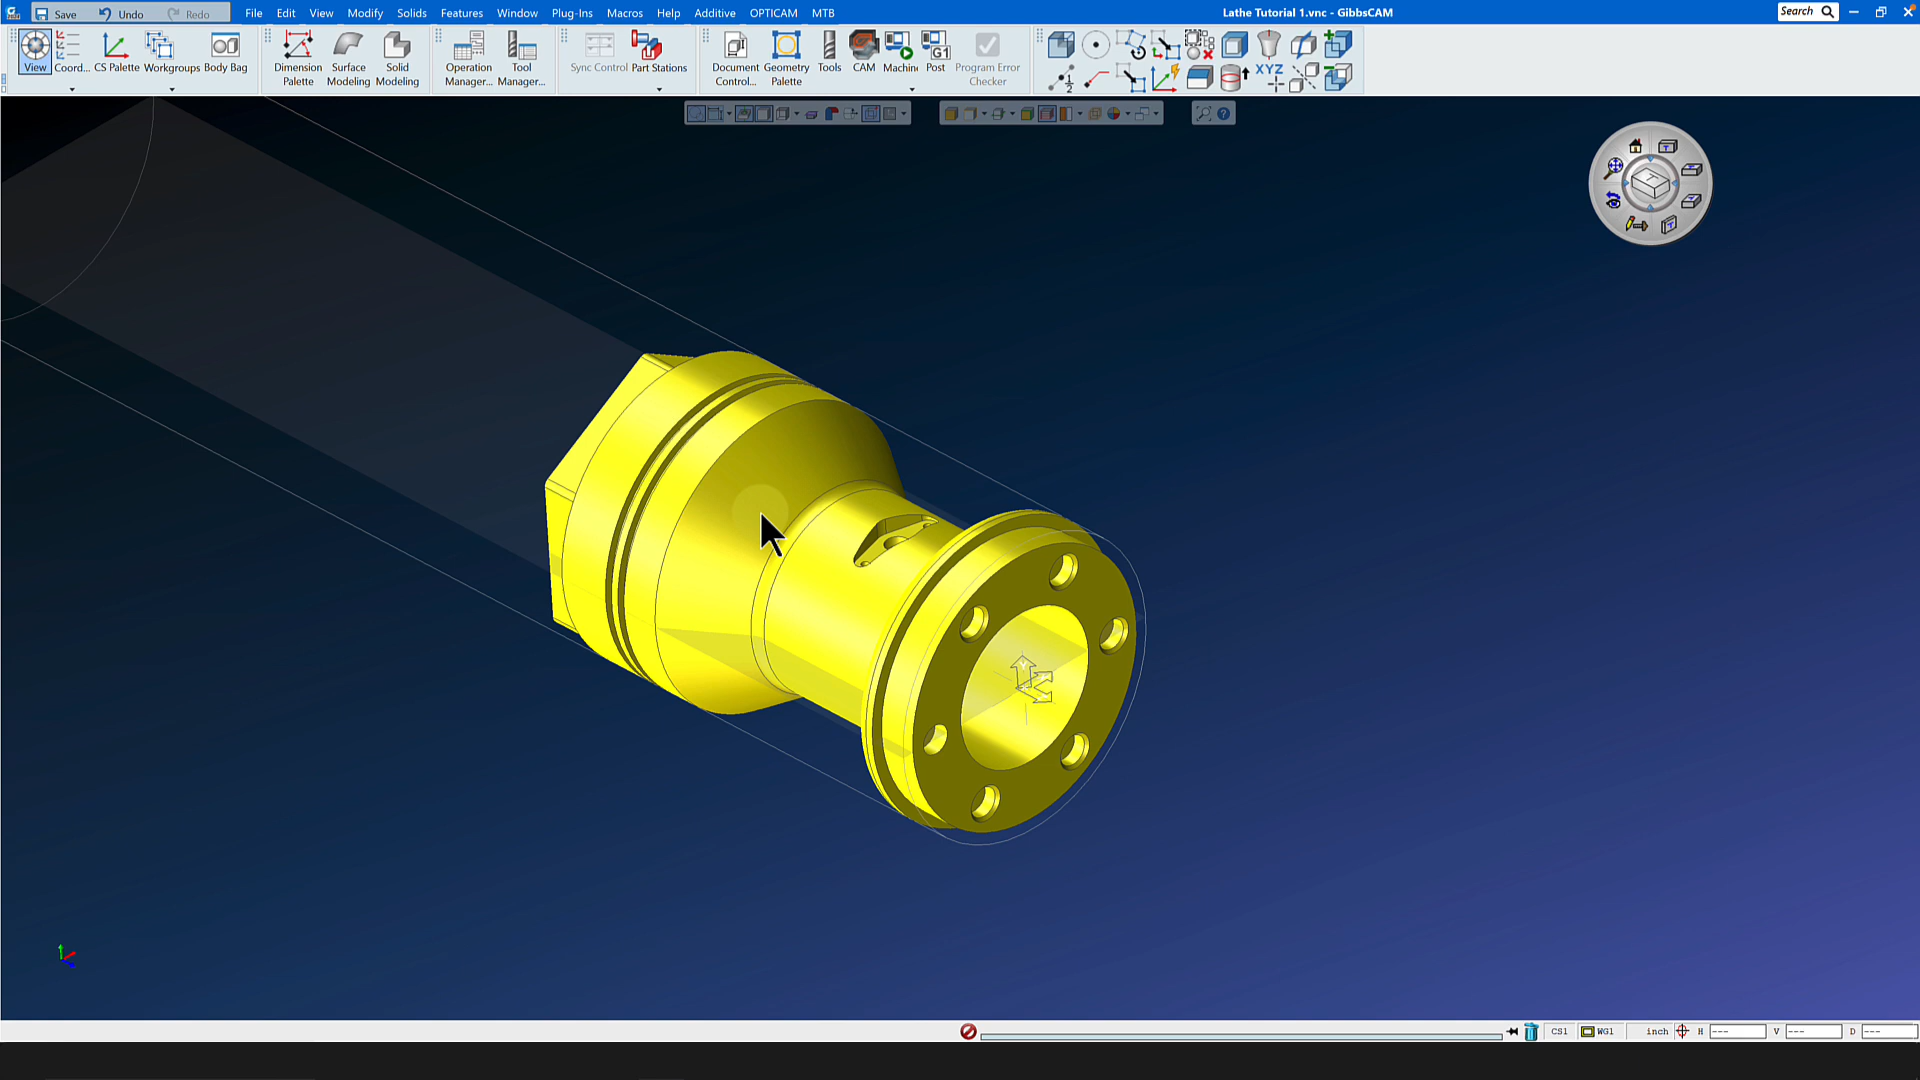 Save Undo Redo File Edit View Modify Solids Features Window Plug-Ins Macros Help Additive OPTICAM MTB Lathe Tutorial 1.vnc - GibbsCAM Search
View Coord... CS Palette Workgroups Body Bag Dimension Palette Surface Modeling Solid Modeling Operation Manager... Tool Manager... Sync Control Part Stations Document Control... Geometry Palette Tools CAM Machin Post Program Error Checker
G1
XYZ
CS1 WG1 inch H --- V --- D ---